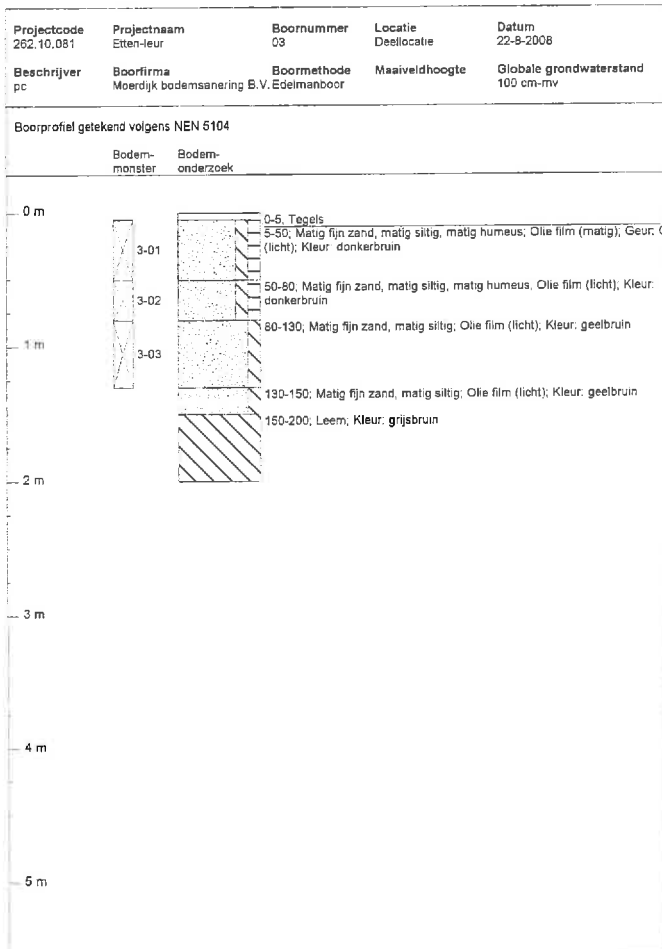 Projectcode Projectnaam Boornummer Locatie Datum
262.10.081 Etten-leur 03 Deellocatie 22-8-2008
Beschrijver Boorfirma Boormethode Maaiveldhoogte Globale grondwaterstand
pc Moerdijk bodemsanering B.V. Edelmanboor 100 cm-mv
Boorprofiel getekend volgens NEN 5104
Bodem- Bodem-
monster onderzoek
0 m
0-5, Tegels
5-50; Matig fijn zand, matig siltig, matig humeus; Olie film (matig); Geur:
3-01 (licht); Kleur: donkerbruin
50-80; Matig fijn zand, matig siltig, matig humeus, Olie film (licht); Kleur:
3-02 donkerbruin
80-130; Matig fijn zand, matig siltig; Olie film (licht); Kleur: geelbruin
1 m
3-03
130-150; Matig fijn zand, matig siltig; Olie film (licht); Kleur: geelbruin
150-200; Leem; Kleur: grijsbruin
2 m
3 m
4 m
5 m